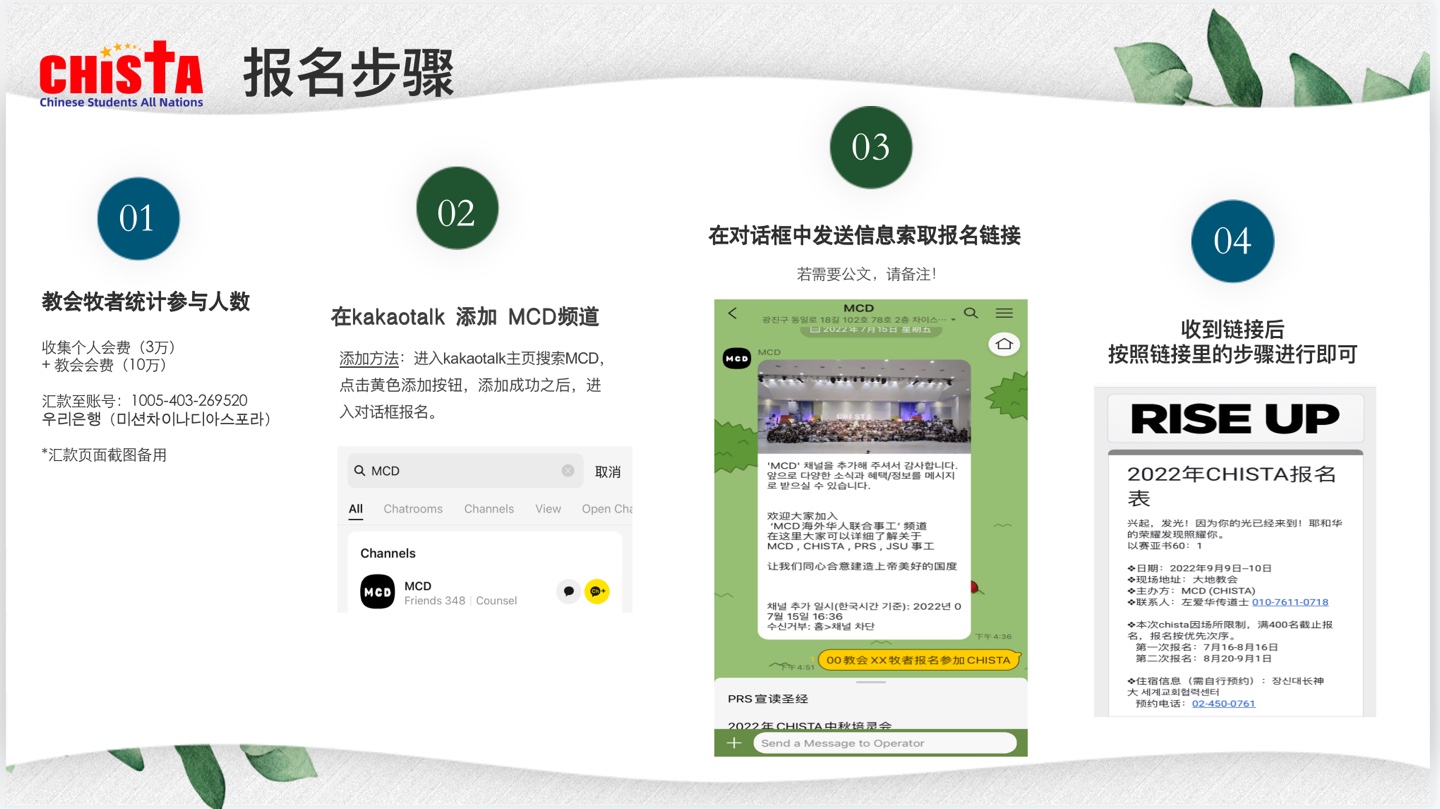 CHiSTA
Chinese Students All Nations
报名步骤
01
教会牧者统计参与人数
收集个人会费（3万）
+ 教会会费（10万）
汇款至账号：1005-403-269520
우리은행（미션차이나디아스포라）
*汇款页面截图备用
02
在kakaotalk 添加 MCD频道
添加方法：进入kakaotalk主页搜索MCD，
点击黄色添加按钮，添加成功之后，进
入对话框报名。
MCD
取消
All Chatrooms Channels View Open Cha
Channels
MCD
MCD
Friends 348 | Counsel
Ch+
03
在对话框中发送信息索取报名链接
若需要公文，请备注！
MCD
광진구 동일로 18길 102호 78호 2층 차이스…
2022年7月15日 星期五
MCD
MCD
CHISTA
'MCD' 채널을 추가해 주셔서 감사합니다.
앞으로 다양한 소식과 혜택/정보를 메시지
로 받으실 수 있습니다.
欢迎大家加入
‘MCD海外华人联合事工’ 频道
在这里大家可以详细了解关于
MCD , CHISTA , PRS , JSU 事工
让我们同心合意建造上帝美好的国度
채널 추가 일시(한국시간 기준): 2022년 0
7월 15일 16:36
수신거부: 홈>채널 차단
下午4:36
下午4:51
00教会XX牧者报名参加CHISTA
PRS宣读圣经
2022年CHISTA中秋培灵会
Send a Message to Operator
04
收到链接后
按照链接里的步骤进行即可
RISE UP
2022年CHISTA报名
表
兴起，发光！因为你的光已经来到！耶和华
的荣耀发现照耀你。
以赛亚书60：1
❖日期：2022年9月9日–10日
❖现场地址：大地教会
❖主办方：MCD (CHISTA)
❖联系人：左爱华传道士 010-7611-0718
❖本次chista因场所限制，满400名截止报
名，报名按优先次序。
第一次报名：7月16-8月16日
第二次报名：8月20-9月1日
❖住宿信息（需自行预约）：장신대长神
大 세계교회협력센터
预约电话：02-450-0761